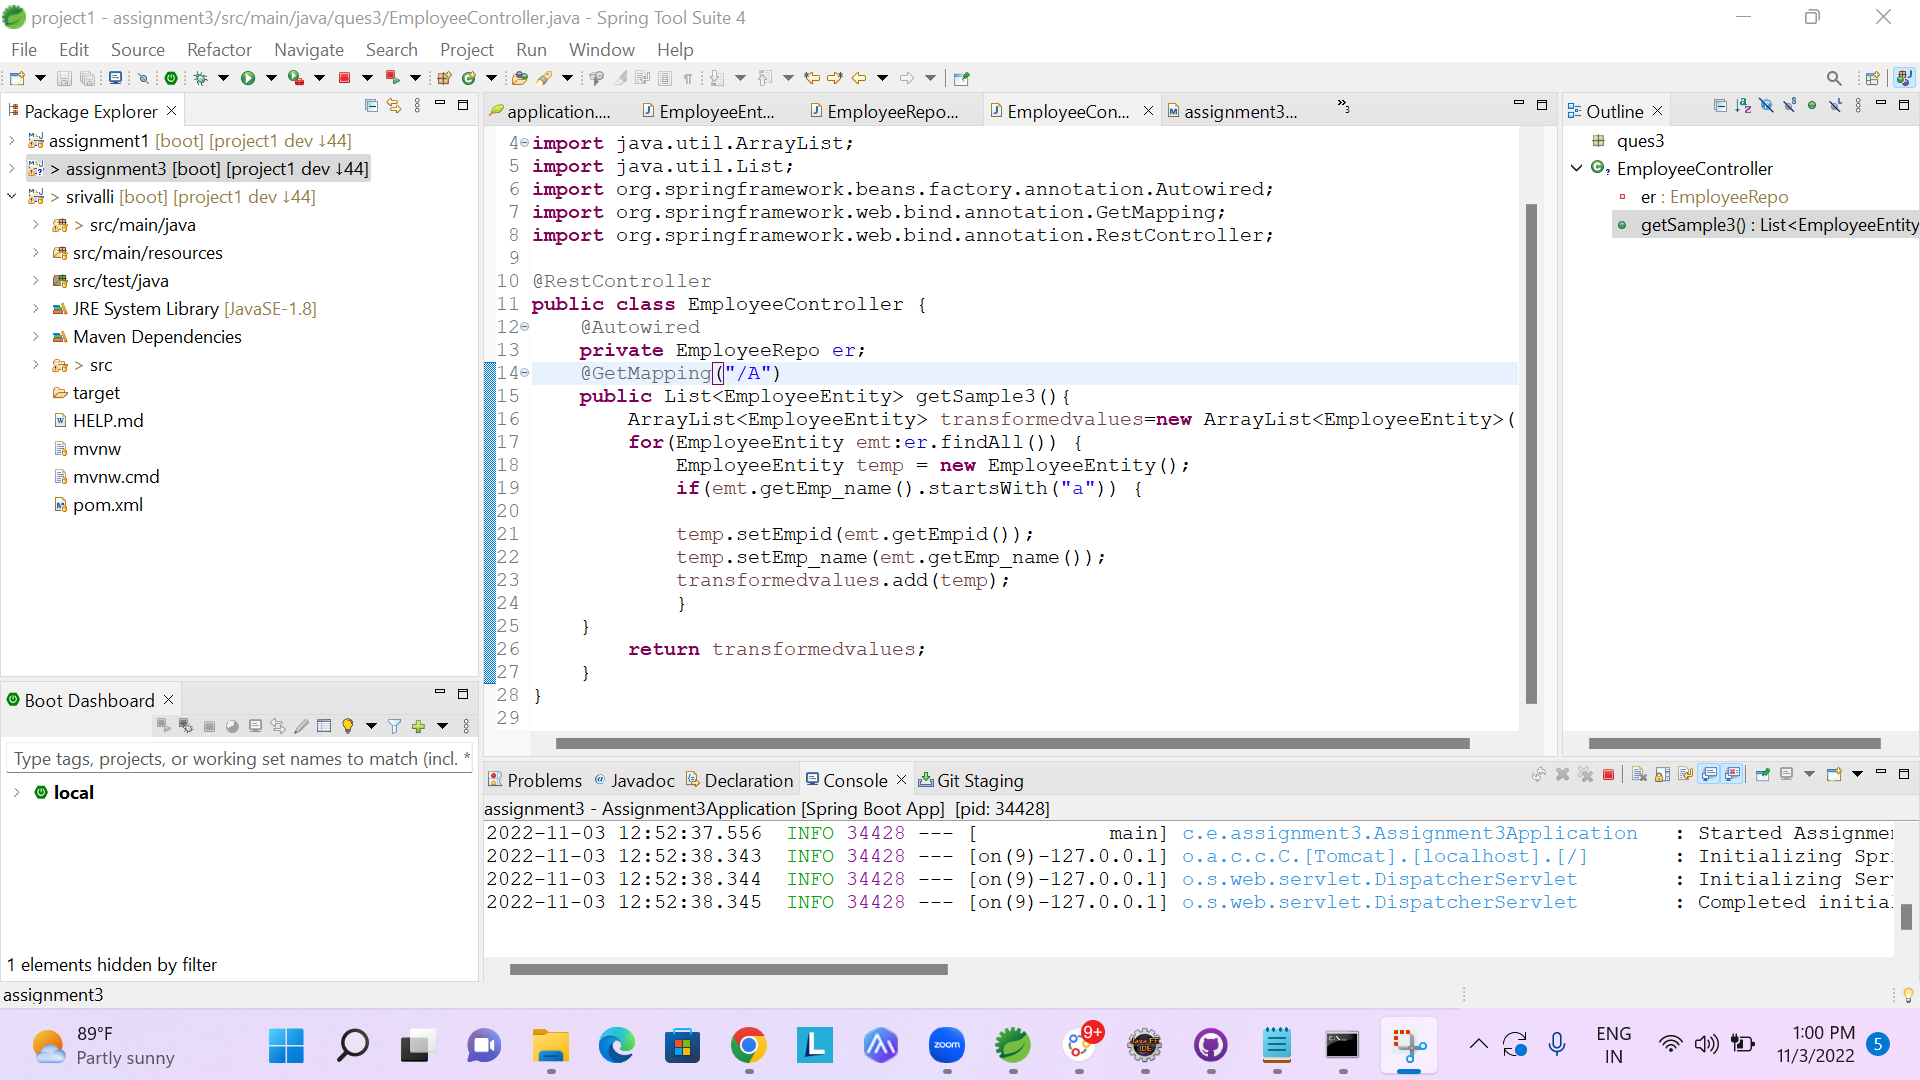 project1 - assignment3/src/main/java/ques3/EmployeeController.java - Spring Tool Suite 4
File Edit Source Refactor Navigate Search Project Run Window Help
Package Explorer
assignment1 [boot] [project1 dev ↓44]
> assignment3 [boot] [project1 dev ↓44]
> srivalli [boot] [project1 dev ↓44]
> src/main/java
src/main/resources
src/test/java
JRE System Library [JavaSE-1.8]
Maven Dependencies
> src
target
HELP.md
mvnw
mvnw.cmd
pom.xml
Boot Dashboard
Type tags, projects, or working set names to match (incl. *
local
1 elements hidden by filter
application.... EmployeeEnt... EmployeeRepo... EmployeeCon... assignment3... »3
4 import java.util.ArrayList;
5 import java.util.List;
6 import org.springframework.beans.factory.annotation.Autowired;
7 import org.springframework.web.bind.annotation.GetMapping;
8 import org.springframework.web.bind.annotation.RestController;
9
10 @RestController
11 public class EmployeeController {
12 @Autowired
13 private EmployeeRepo er;
14 @GetMapping("/A")
15 public List<EmployeeEntity> getSample3(){
16 ArrayList<EmployeeEntity> transformedvalues=new ArrayList<EmployeeEntity>(
17 for(EmployeeEntity emt:er.findAll()) {
18 EmployeeEntity temp = new EmployeeEntity();
19 if(emt.getEmp_name().startsWith("a")) {
20
21 temp.setEmpid(emt.getEmpid());
22 temp.setEmp_name(emt.getEmp_name());
23 transformedvalues.add(temp);
24 }
25 }
26 return transformedvalues;
27 }
28 }
29
Outline
ques3
EmployeeController
er : EmployeeRepo
getSample3() : List<EmployeeEntity
Problems @ Javadoc Declaration Console Git Staging
assignment3 - Assignment3Application [Spring Boot App] [pid: 34428]
2022-11-03 12:52:37.556 INFO 34428 --- [ main] c.e.assignment3.Assignment3Application : Started Assignme
2022-11-03 12:52:38.343 INFO 34428 --- [on(9)-127.0.0.1] o.a.c.c.C.[Tomcat].[localhost].[/] : Initializing Spr
2022-11-03 12:52:38.344 INFO 34428 --- [on(9)-127.0.0.1] o.s.web.servlet.DispatcherServlet : Initializing Ser
2022-11-03 12:52:38.345 INFO 34428 --- [on(9)-127.0.0.1] o.s.web.servlet.DispatcherServlet : Completed initia
assignment3
89°F
Partly sunny
zoom
9+
ENG
IN
1:00 PM
11/3/2022
5